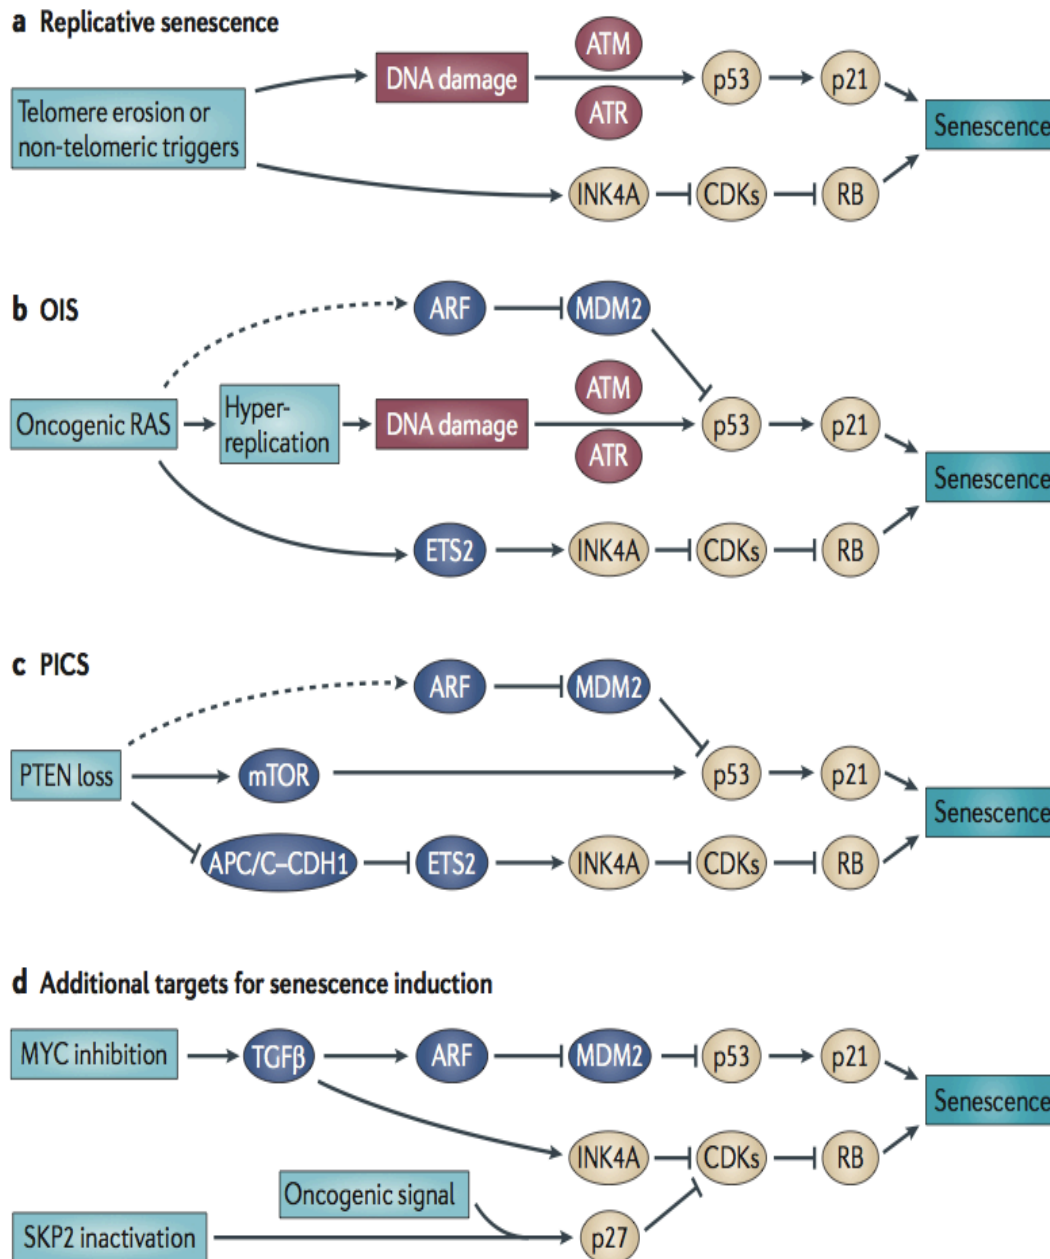 a Replicative senescence
ATM
DNA damage
p53
p21
ATR
Telomere erosion or
non-telomeric triggers
Senescence
INK4A
CDKs
RB
b OIS
ARF
MDM2
ATM
Oncogenic RAS
Hyper-
replication
DNA damage
p53
p21
ATR
Senescence
ETS2
INK4A
CDKs
RB
c PICS
ARF
MDM2
PTEN loss
mTOR
p53
p21
Senescence
APC/C–CDH1
ETS2
INK4A
CDKs
RB
d Additional targets for senescence induction
MYC inhibition
TGFβ
ARF
MDM2
p53
p21
Senescence
INK4A
CDKs
RB
Oncogenic signal
SKP2 inactivation
p27